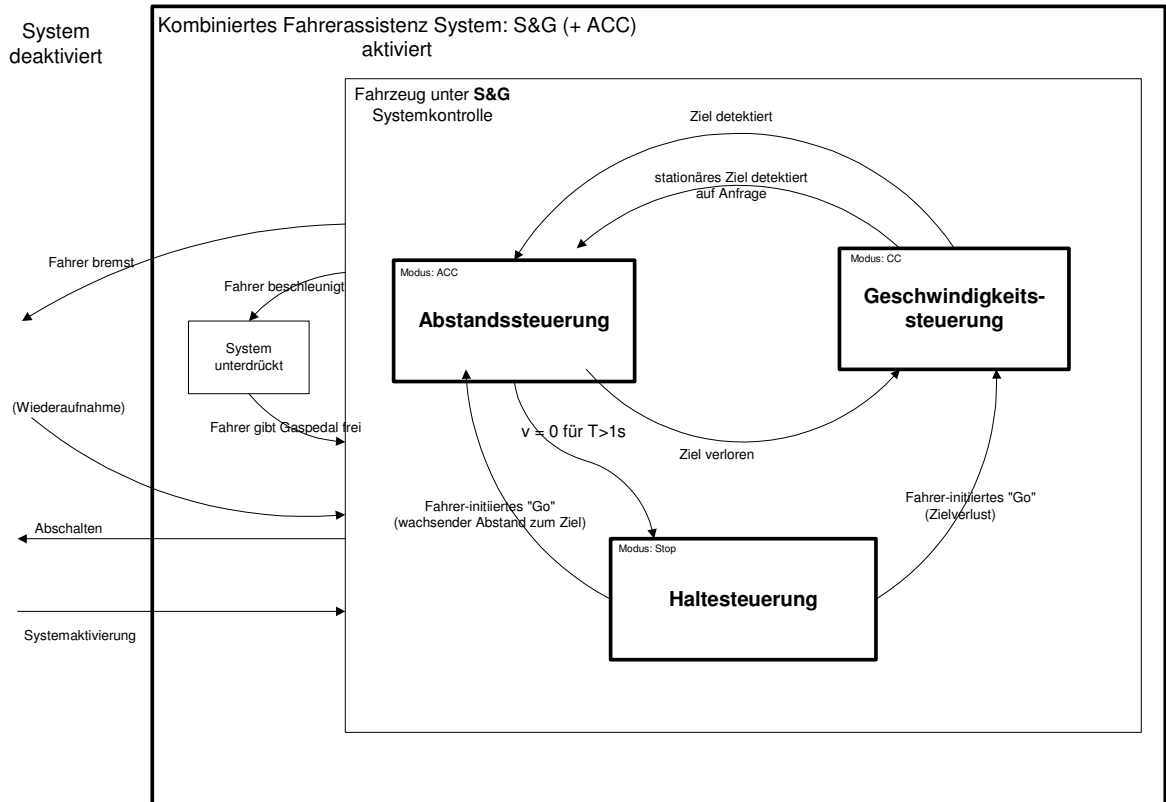 System
deaktiviert
Kombiniertes Fahrerassistenz System: S&G (+ ACC)
aktiviert
Fahrzeug unter S&G
Systemkontrolle
Ziel detektiert
stationäres Ziel detektiert
auf Anfrage
Fahrer bremst
Fahrer beschleunigt
Modus: ACC
Abstandssteuerung
Modus: CC
Geschwindigkeits-
steuerung
System
unterdrückt
(Wiederaufnahme)
Fahrer gibt Gaspedal frei
v = 0 für T>1s
Ziel verloren
Fahrer-initiiertes "Go"
(wachsender Abstand zum Ziel)
Fahrer-initiiertes "Go"
(Zielverlust)
Abschalten
Modus: Stop
Haltesteuerung
Systemaktivierung